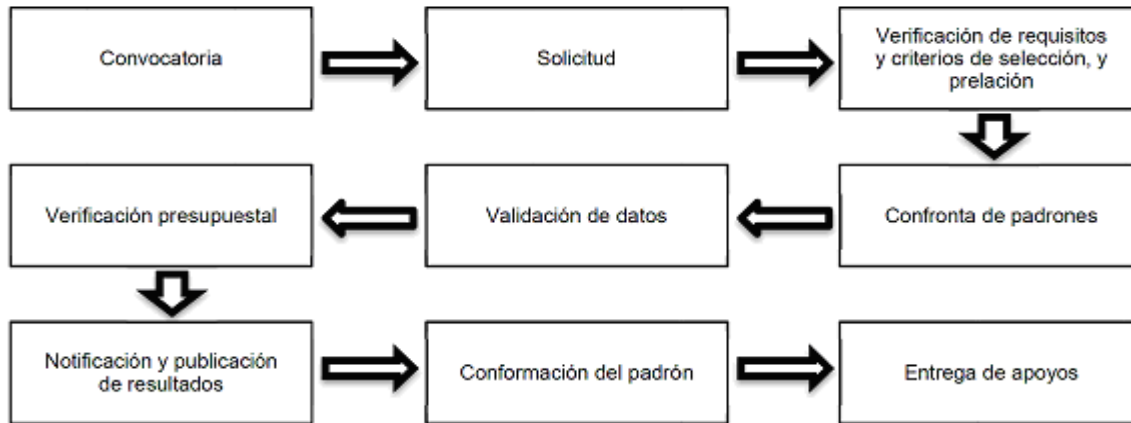 Convocatoria
Solicitud
Verificación de requisitos
y criterios de selección, y
prelación
Confronta de padrones
Validación de datos
Verificación presupuestal
Notificación y publicación
de resultados
Conformación del padrón
Entrega de apoyos